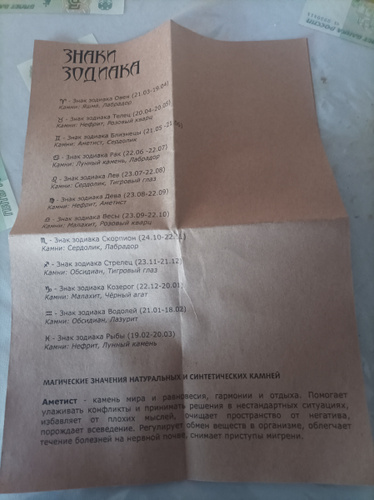 ЗНАКИ
ЗОДИАКА
♈ - Знак зодиака Овен (21.03-19.04)
Камни: Яшма, Лабрадор
♉ - Знак зодиака Телец (20.04-20.05)
Камни: Нефрит, Розовый кварц
♊ - Знак зодиака Близнецы (21.05 -21.06)
Камни: Аметист, Сердолик
♋ - Знак зодиака Рак (22.06 -22.07)
Камни: Лунный камень, Лабрадор
♌ - Знак зодиака Лев (23.07-22.08)
Камни: Сердолик, Тигровый глаз
♍ - Знак зодиака Дева (23.08-22.09)
Камни: Нефрит, Аметист
♎ - Знак зодиака Весы (23.09-22.10)
Камни: Малахит, Розовый кварц
♏ - Знак зодиака Скорпион (24.10-22.11)
Камни: Сердолик, Лабрадор
♐ - Знак зодиака Стрелец (23.11-21.12)
Камни: Обсидиан, Тигровый глаз
♑ - Знак зодиака Козерог (22.12-20.01)
Камни: Малахит, Чёрный агат
♒ - Знак зодиака Водолей (21.01-18.02)
Камни: Обсидиан, Лазурит
♓ - Знак зодиака Рыбы (19.02-20.03)
Камни: Нефрит, Лунный камень
МАГИЧЕСКИЕ ЗНАЧЕНИЯ НАТУРАЛЬНЫХ И СИНТЕТИЧЕСКИХ КАМНЕЙ
Аметист - камень мира и равновесия, гармонии и отдыха. Помогает
улаживать конфликты и принимать решения в нестандартных ситуациях,
избавляет от плохих мыслей, очищает пространство от негатива,
порождает всеведение. Регулирует обмен веществ в организме, облегчает
течение болезней на нервной почве, снимает приступы мигрени.